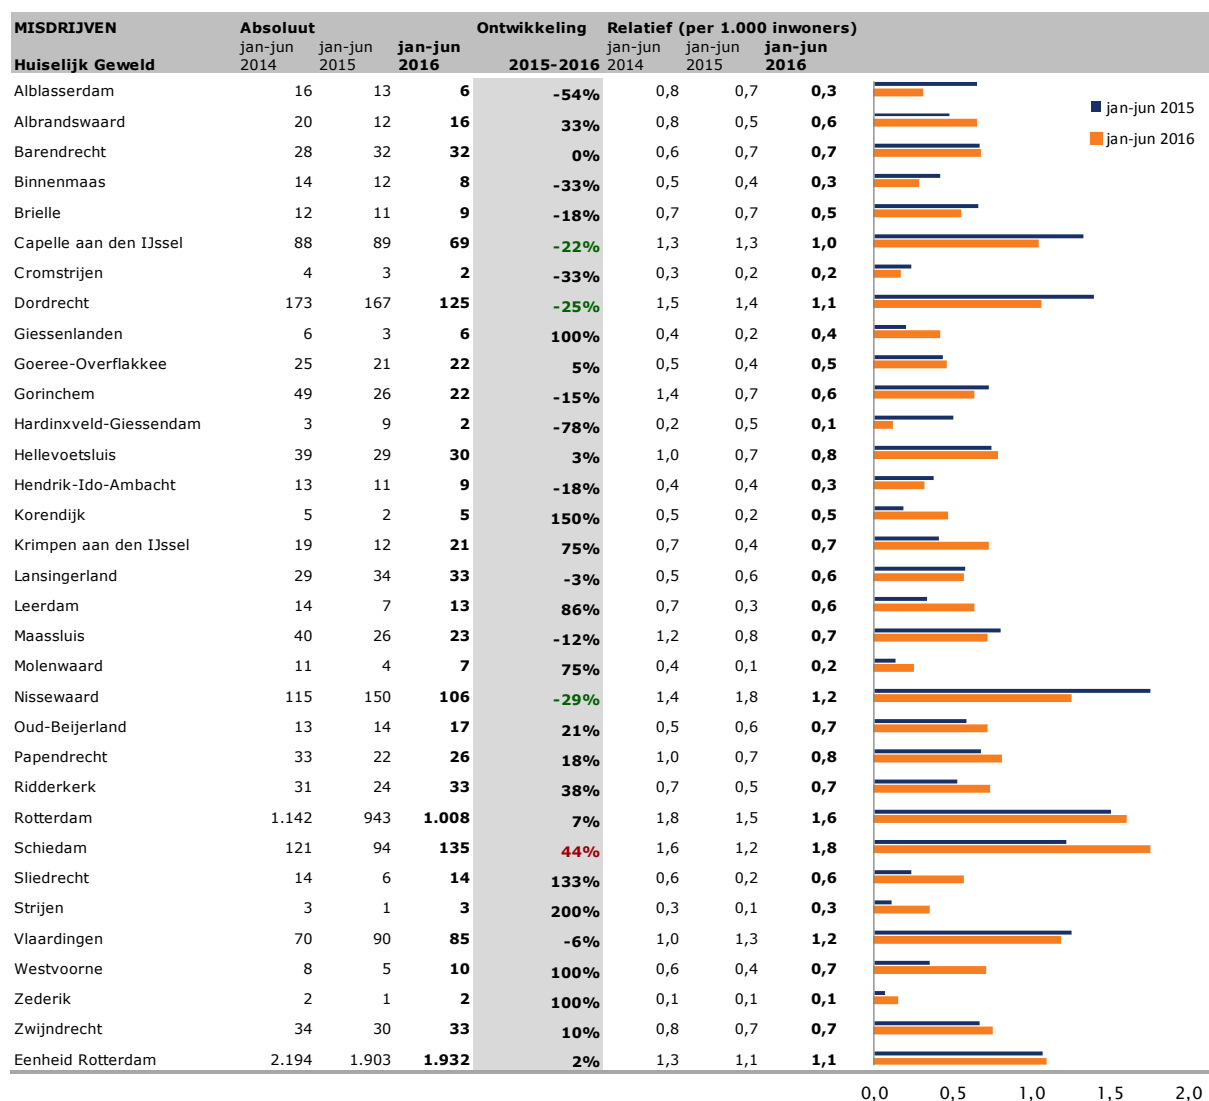 MISDRIJVEN Absoluut Ontwikkeling Relatief (per 1.000 inwoners)
jan-jun jan-jun jan-jun jan-jun jan-jun jan-jun
Huiselijk Geweld 2014 2015 2016 2015-2016 2014 2015 2016
Alblasserdam 16 13 6 -54% 0,8 0,7 0,3
jan-jun 2015
Albrandswaard 20 12 16 33% 0,8 0,5 0,6
jan-jun 2016
Barendrecht 28 32 32 0% 0,6 0,7 0,7
Binnenmaas 14 12 8 -33% 0,5 0,4 0,3
Brielle 12 11 9 -18% 0,7 0,7 0,5
Capelle aan den IJssel 88 89 69 -22% 1,3 1,3 1,0
Cromstrijen 4 3 2 -33% 0,3 0,2 0,2
Dordrecht 173 167 125 -25% 1,5 1,4 1,1
Giessenlanden 6 3 6 100% 0,4 0,2 0,4
Goeree-Overflakkee 25 21 22 5% 0,5 0,4 0,5
Gorinchem 49 26 22 -15% 1,4 0,7 0,6
Hardinxveld-Giessendam 3 9 2 -78% 0,2 0,5 0,1
Hellevoetsluis 39 29 30 3% 1,0 0,7 0,8
Hendrik-Ido-Ambacht 13 11 9 -18% 0,4 0,4 0,3
Korendijk 5 2 5 150% 0,5 0,2 0,5
Krimpen aan den IJssel 19 12 21 75% 0,7 0,4 0,7
Lansingerland 29 34 33 -3% 0,5 0,6 0,6
Leerdam 14 7 13 86% 0,7 0,3 0,6
Maassluis 40 26 23 -12% 1,2 0,8 0,7
Molenwaard 11 4 7 75% 0,4 0,1 0,2
Nissewaard 115 150 106 -29% 1,4 1,8 1,2
Oud-Beijerland 13 14 17 21% 0,5 0,6 0,7
Papendrecht 33 22 26 18% 1,0 0,7 0,8
Ridderkerk 31 24 33 38% 0,7 0,5 0,7
Rotterdam 1.142 943 1.008 7% 1,8 1,5 1,6
Schiedam 121 94 135 44% 1,6 1,2 1,8
Sliedrecht 14 6 14 133% 0,6 0,2 0,6
Strijen 3 1 3 200% 0,3 0,1 0,3
Vlaardingen 70 90 85 -6% 1,0 1,3 1,2
Westvoorne 8 5 10 100% 0,6 0,4 0,7
Zederik 2 1 2 100% 0,1 0,1 0,1
Zwijndrecht 34 30 33 10% 0,8 0,7 0,7
Eenheid Rotterdam 2.194 1.903 1.932 2% 1,3 1,1 1,1
0,0 0,5 1,0 1,5 2,0